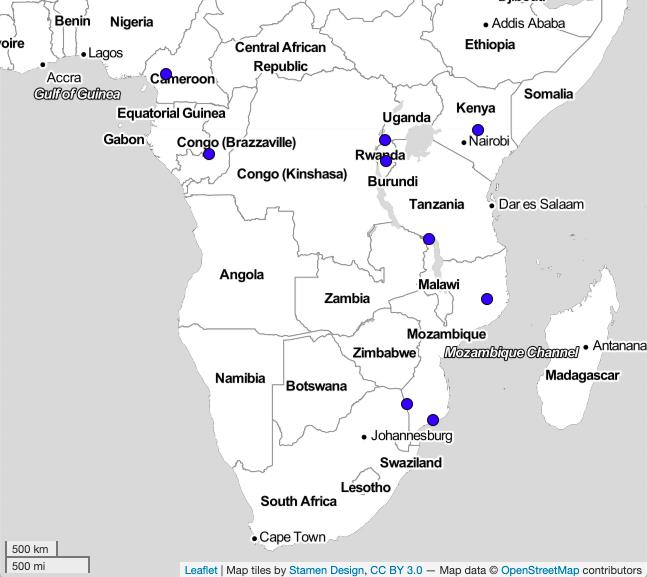 Djibouti
Addis Ababa
Benin
Nigeria
oire
Lagos
Ethiopia
Central African
Republic
Accra
Cameroon
Gulf of Guinea
Somalia
Kenya
Uganda
Equatorial Guinea
Gabon
Congo (Brazzaville)
Nairobi
Rwanda
Congo (Kinshasa)
Burundi
Tanzania
Dar es Salaam
Angola
Malawi
Zambia
Mozambique
Zimbabwe
Mozambique Channel
Antanana
Namibia
Botswana
Madagascar
Johannesburg
Swaziland
Lesotho
South Africa
Cape Town
500 km
500 mi
Leaflet | Map tiles by Stamen Design, CC BY 3.0 — Map data © OpenStreetMap contributors